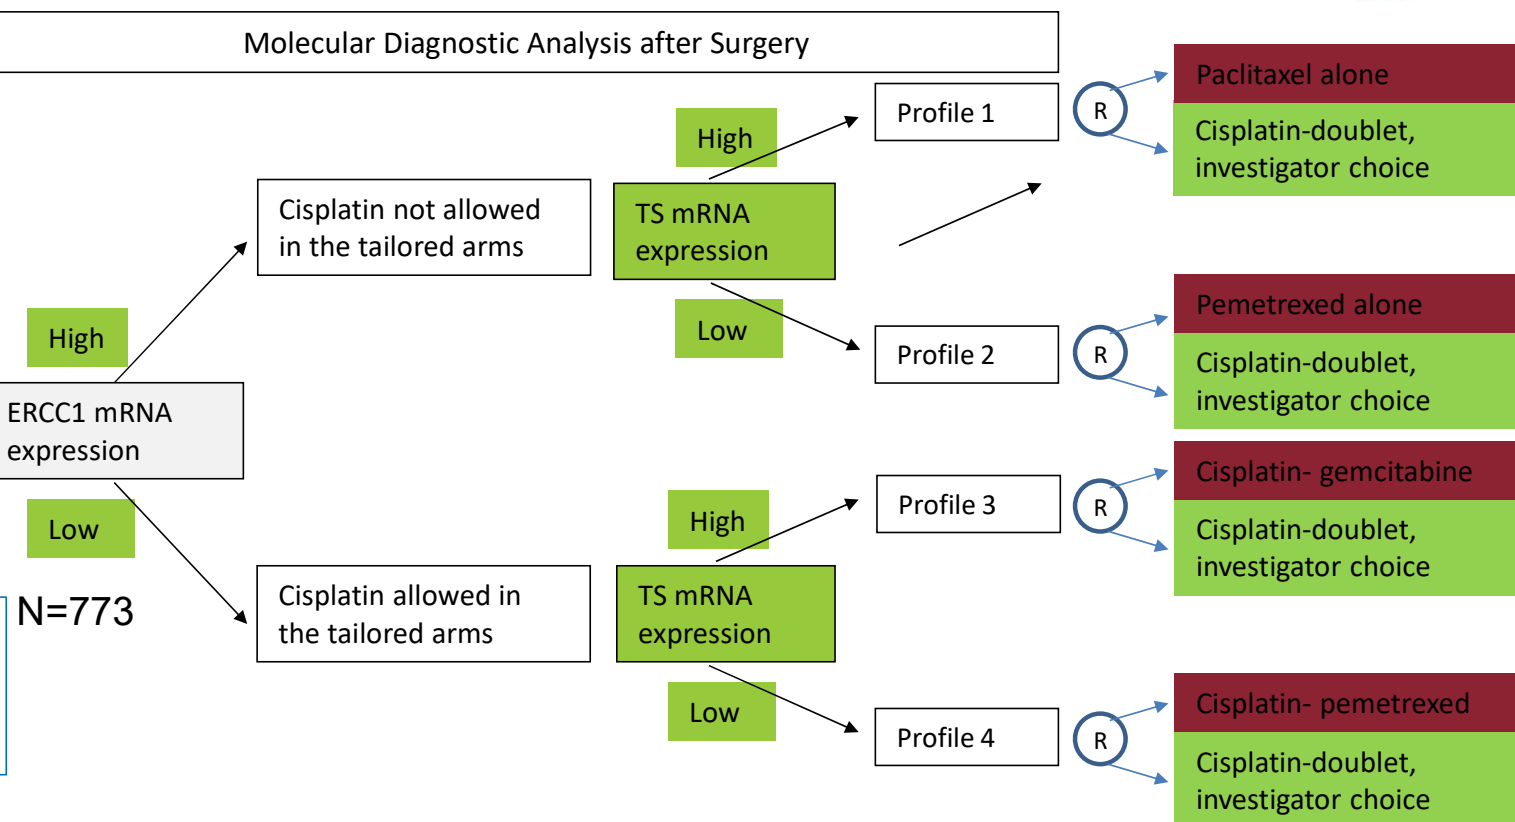 Molecular Diagnostic Analysis after Surgery
Paclitaxel alone
Cisplatin-doublet,
investigator choice
Profile 1
R
High
Cisplatin not allowed
in the tailored arms
TS mRNA
expression
Low
Profile 2
R
Pemetrexed alone
Cisplatin-doublet,
investigator choice
High
ERCC1 mRNA
expression
Low
N=773
Cisplatin allowed in
the tailored arms
High
TS mRNA
expression
Low
Profile 3
R
Cisplatin- gemcitabine
Cisplatin-doublet,
investigator choice
Profile 4
R
Cisplatin- pemetrexed
Cisplatin-doublet,
investigator choice